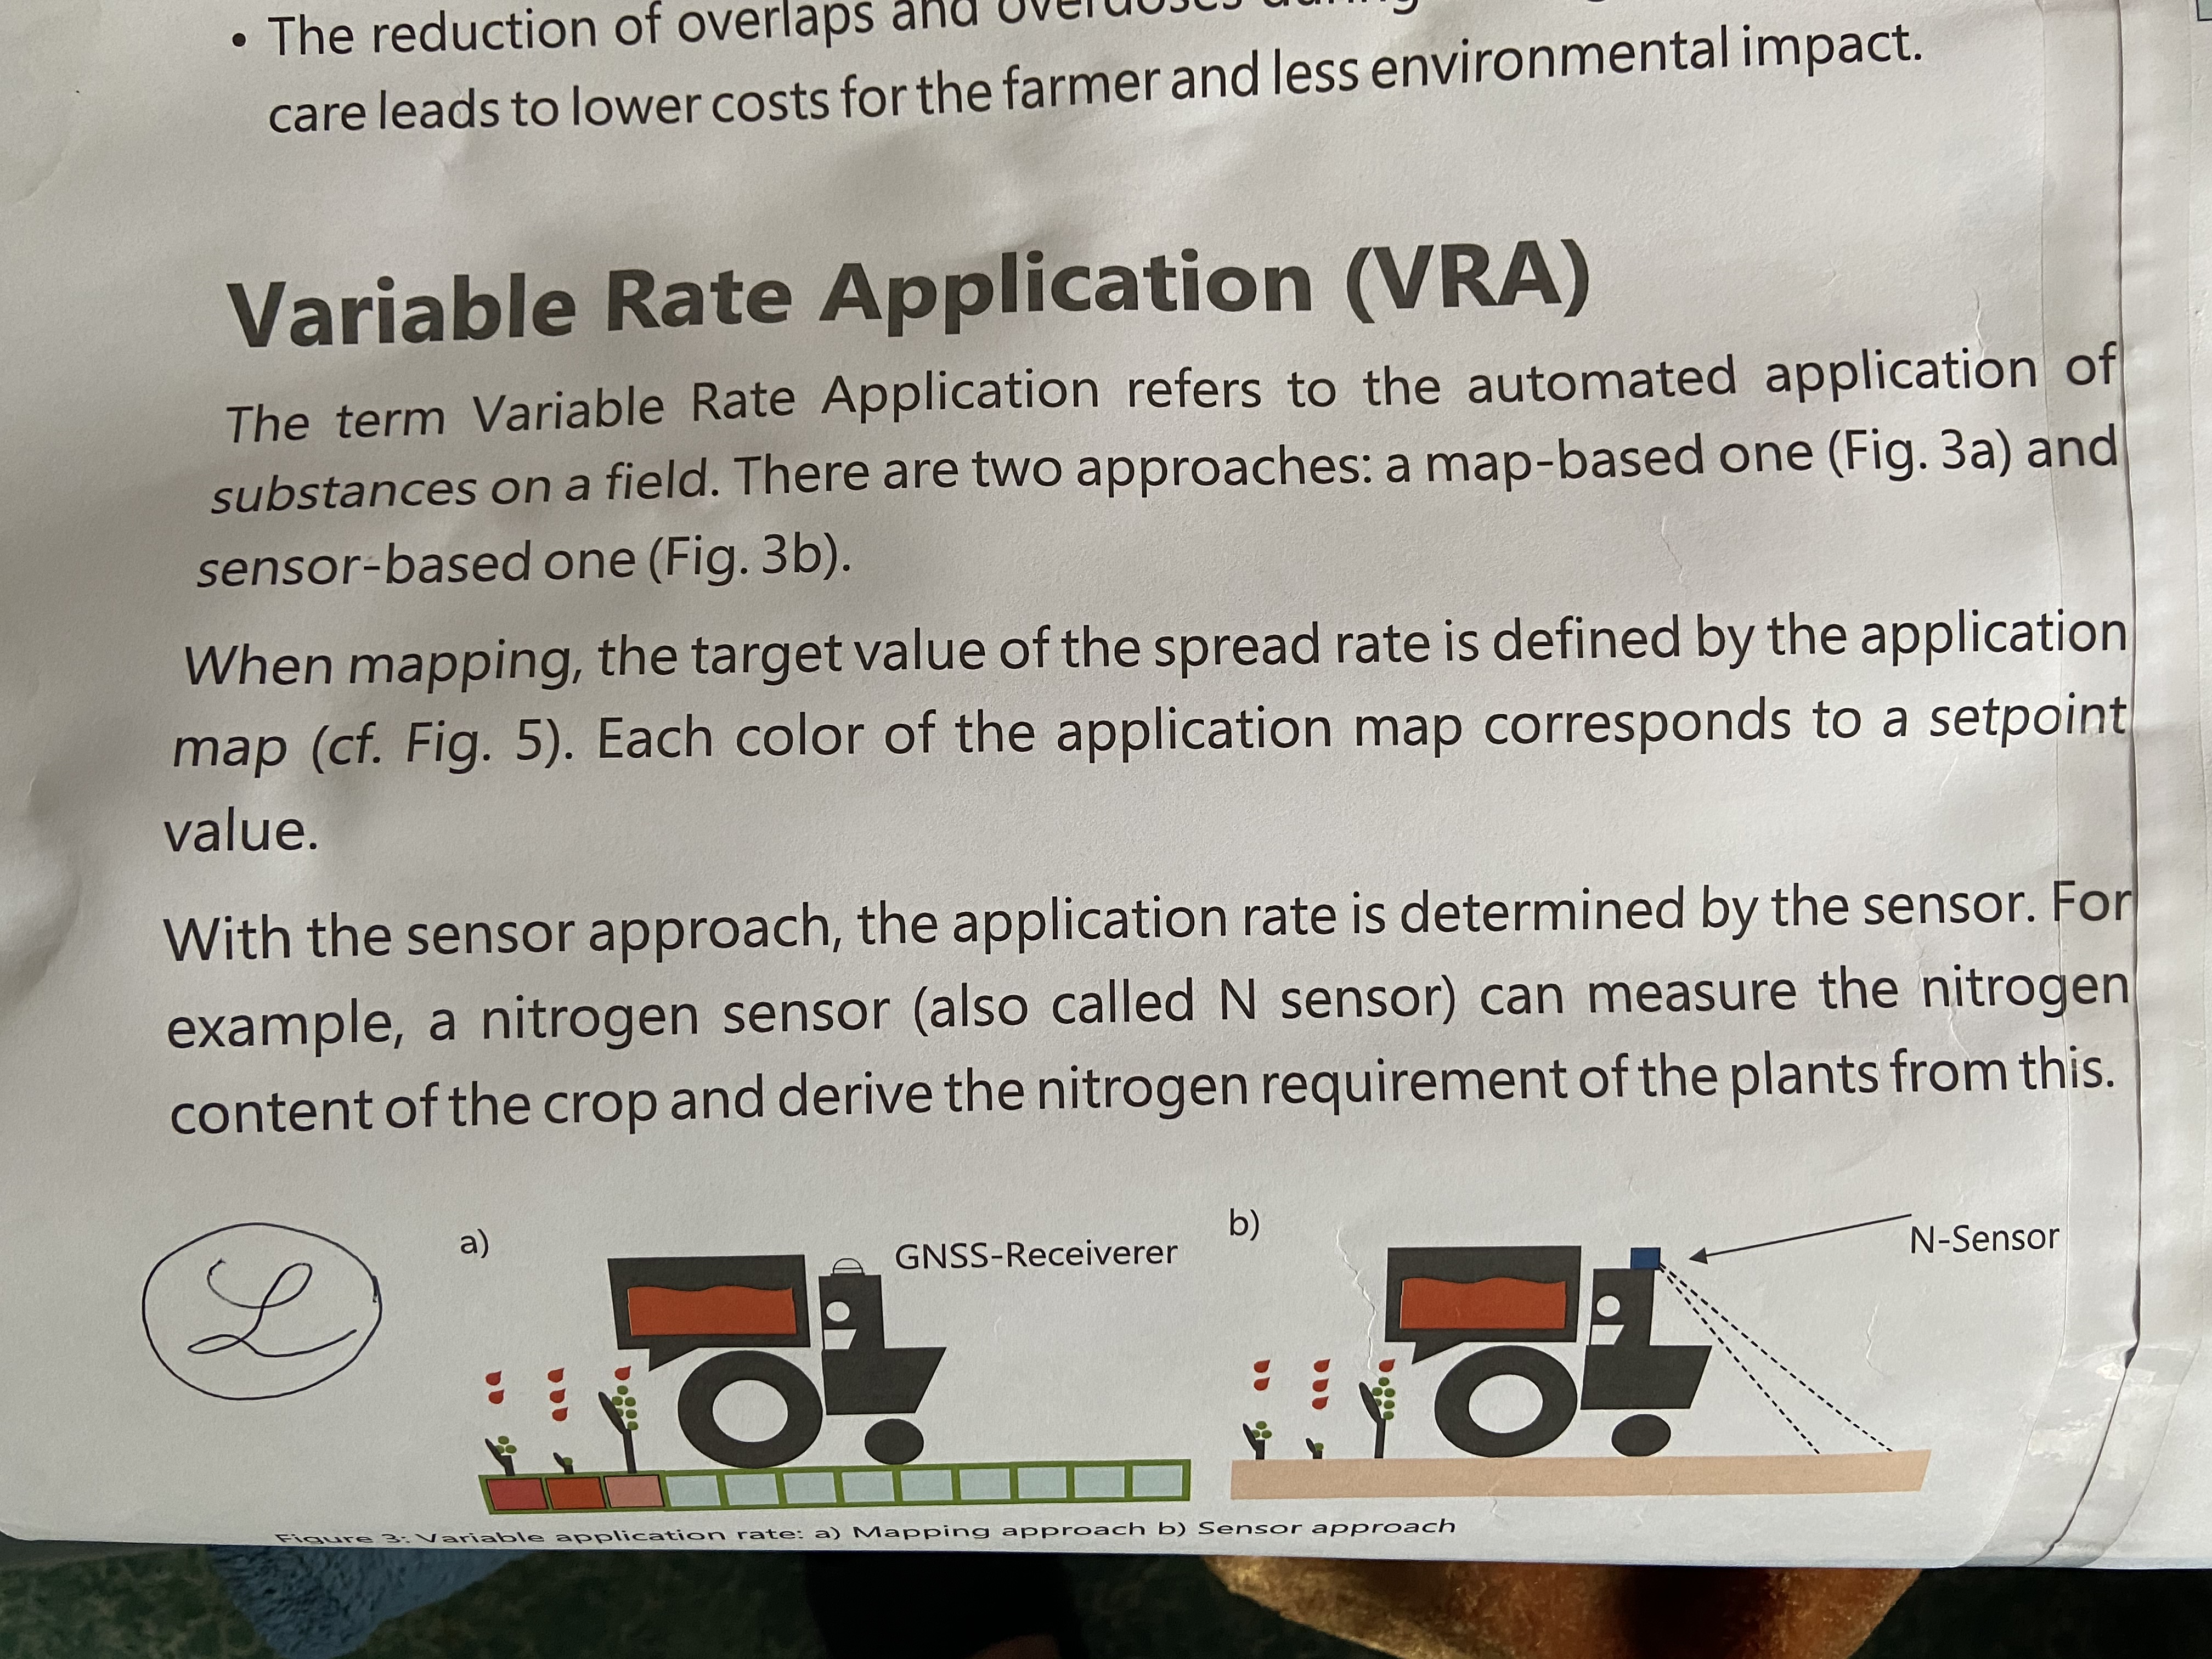 • The reduction of overlaps and overdoses during
care leads to lower costs for the farmer and less environmental impact.
Variable Rate Application (VRA)
The term Variable Rate Application refers to the automated application of
substances on a field. There are two approaches: a map-based one (Fig. 3a) and
sensor-based one (Fig. 3b).
When mapping, the target value of the spread rate is defined by the application
map (cf. Fig. 5). Each color of the application map corresponds to a setpoint
value.
With the sensor approach, the application rate is determined by the sensor. For
example, a nitrogen sensor (also called N sensor) can measure the nitrogen
content of the crop and derive the nitrogen requirement of the plants from this.
L
a)
GNSS-Receiverer
b)
N-Sensor
Figure 3: Variable application rate: a) Mapping approach b) Sensor approach